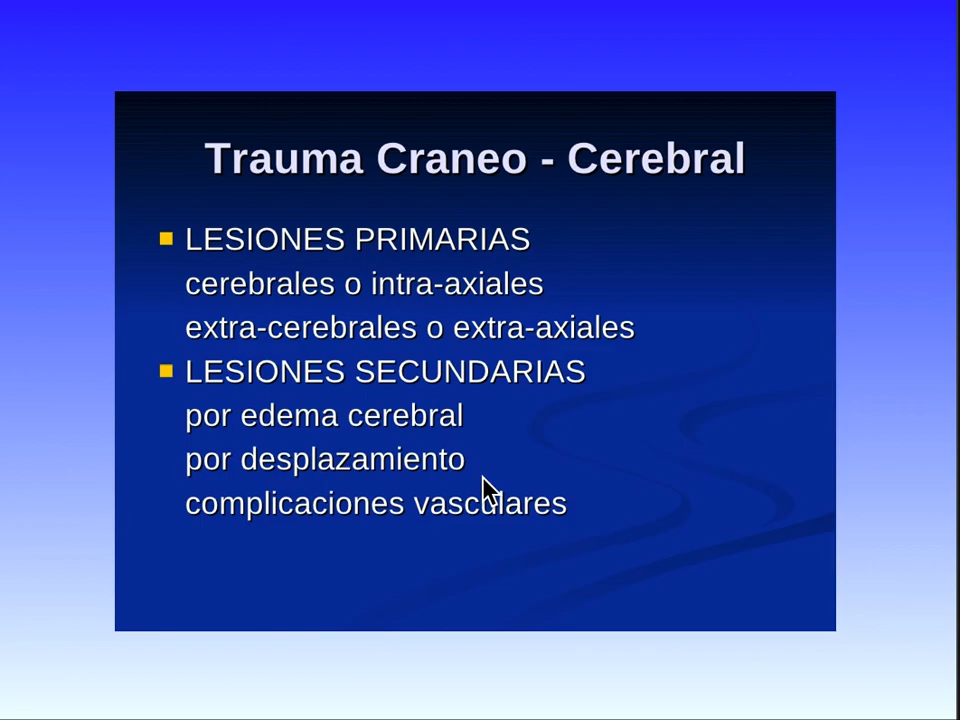 Trauma Craneo - Cerebral
LESIONES PRIMARIAS
cerebrales o intra-axiales
extra-cerebrales o extra-axiales
LESIONES SECUNDARIAS
por edema cerebral
por desplazamiento
complicaciones vasculares